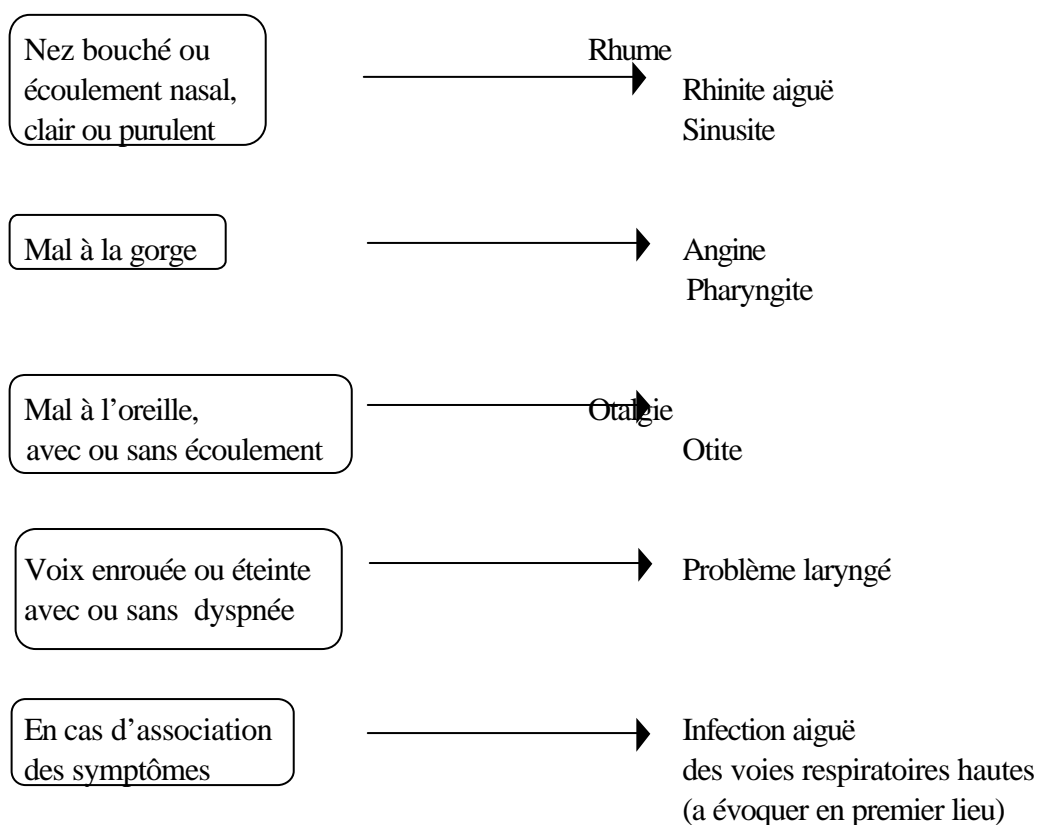 Nez bouché ou
écoulement nasal,
clair ou purulent
Rhume
Rhinite aiguë
Sinusite
Mal à la gorge
Angine
Pharyngite
Mal à l’oreille,
avec ou sans écoulement
Otalgie
Otite
Voix enrouée ou éteinte
avec ou sans dyspnée
Problème laryngé
En cas d’association
des symptômes
Infection aiguë
des voies respiratoires hautes
(a évoquer en premier lieu)